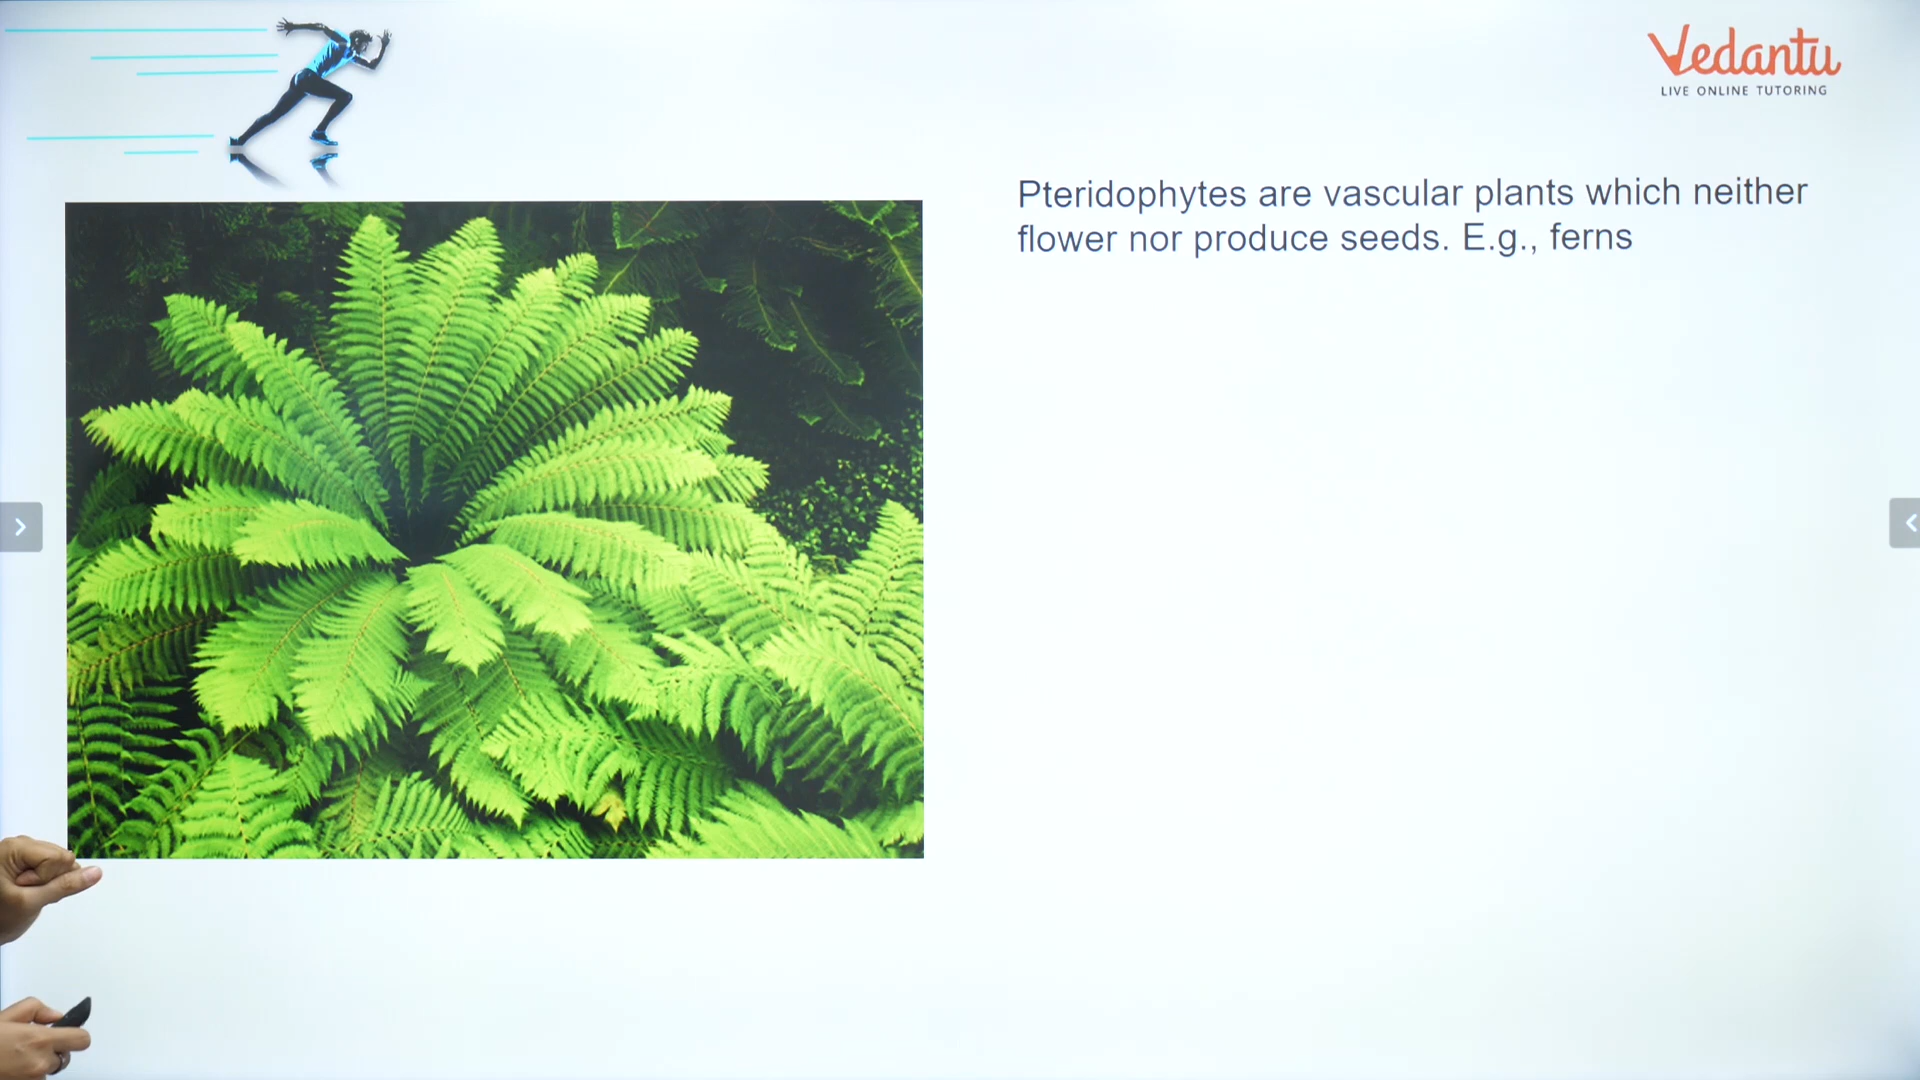 Vedantu
LIVE ONLINE TUTORING
Pteridophytes are vascular plants which neither
flower nor produce seeds. E.g., ferns